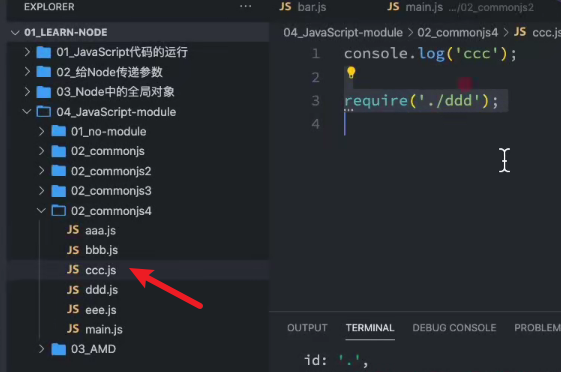 EXPLORER
01_LEARN-NODE
01_JavaScript代码的运行
02_给Node传递参数
03_Node中的全局对象
04_JavaScript-module
01_no-module
02_commonjs
02_commonjs2
02_commonjs3
02_commonjs4
JS aaa.js
JS bbb.js
JS ccc.js
JS ddd.js
JS eee.js
JS main.js
03_AMD
JS bar.js JS main.js .../02_commonjs2
04_JavaScript-module > 02_commonjs4 > JS ccc.js
1 console.log('ccc');
2
3 require('./ddd');
4
OUTPUT TERMINAL DEBUG CONSOLE PROBLEM
id: '.',